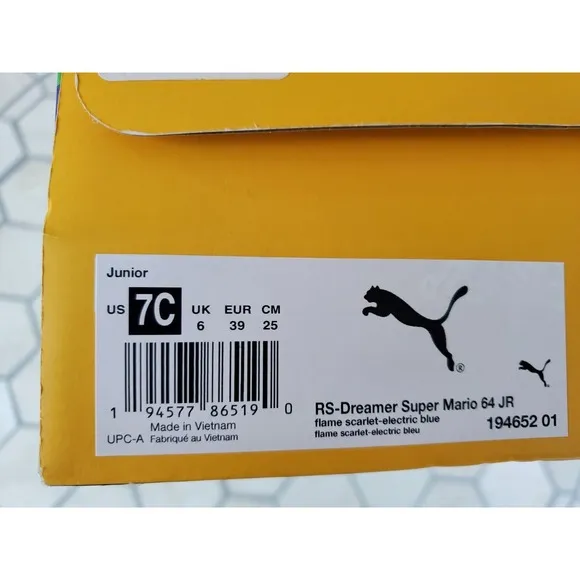 Junior
US 7C UK 6 EUR 39 CM 25
1 94577 86519 0
UPC-A Made in Vietnam
Fabriqué au Vietnam
®
RS-Dreamer Super Mario 64 JR
flame scarlet-electric blue
flame scarlet-electric bleu
194652 01